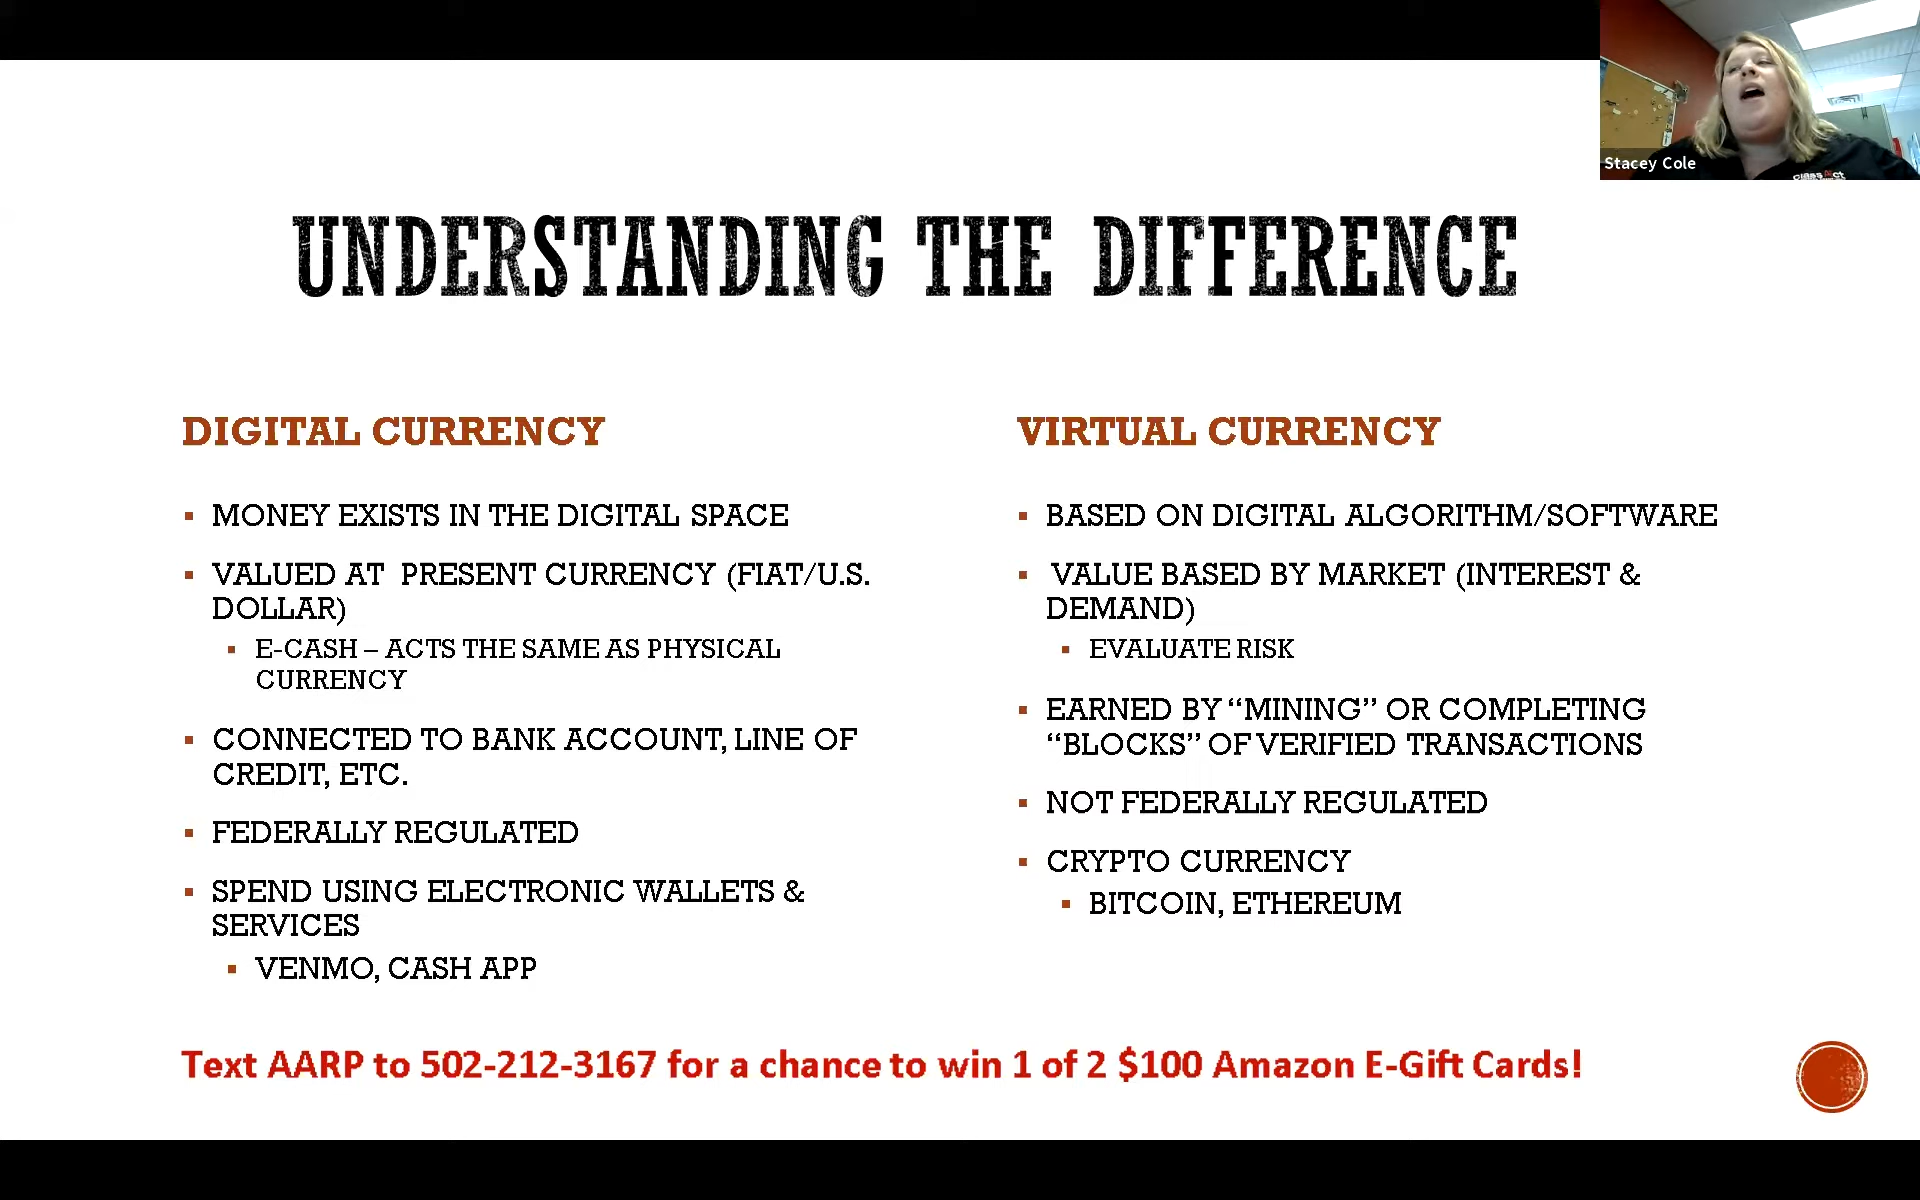 Stacey Cole
class Act
UNDERSTANDING THE DIFFERENCE
DIGITAL CURRENCY
▪ MONEY EXISTS IN THE DIGITAL SPACE
▪ VALUED AT PRESENT CURRENCY (FIAT/U.S.
DOLLAR)
▪ E-CASH – ACTS THE SAME AS PHYSICAL
CURRENCY
▪ CONNECTED TO BANK ACCOUNT, LINE OF
CREDIT, ETC.
▪ FEDERALLY REGULATED
▪ SPEND USING ELECTRONIC WALLETS &
SERVICES
▪ VENMO, CASH APP
VIRTUAL CURRENCY
▪ BASED ON DIGITAL ALGORITHM/SOFTWARE
▪ VALUE BASED BY MARKET (INTEREST &
DEMAND)
▪ EVALUATE RISK
▪ EARNED BY “MINING” OR COMPLETING
“BLOCKS” OF VERIFIED TRANSACTIONS
▪ NOT FEDERALLY REGULATED
▪ CRYPTO CURRENCY
▪ BITCOIN, ETHEREUM
Text AARP to 502-212-3167 for a chance to win 1 of 2 $100 Amazon E-Gift Cards!